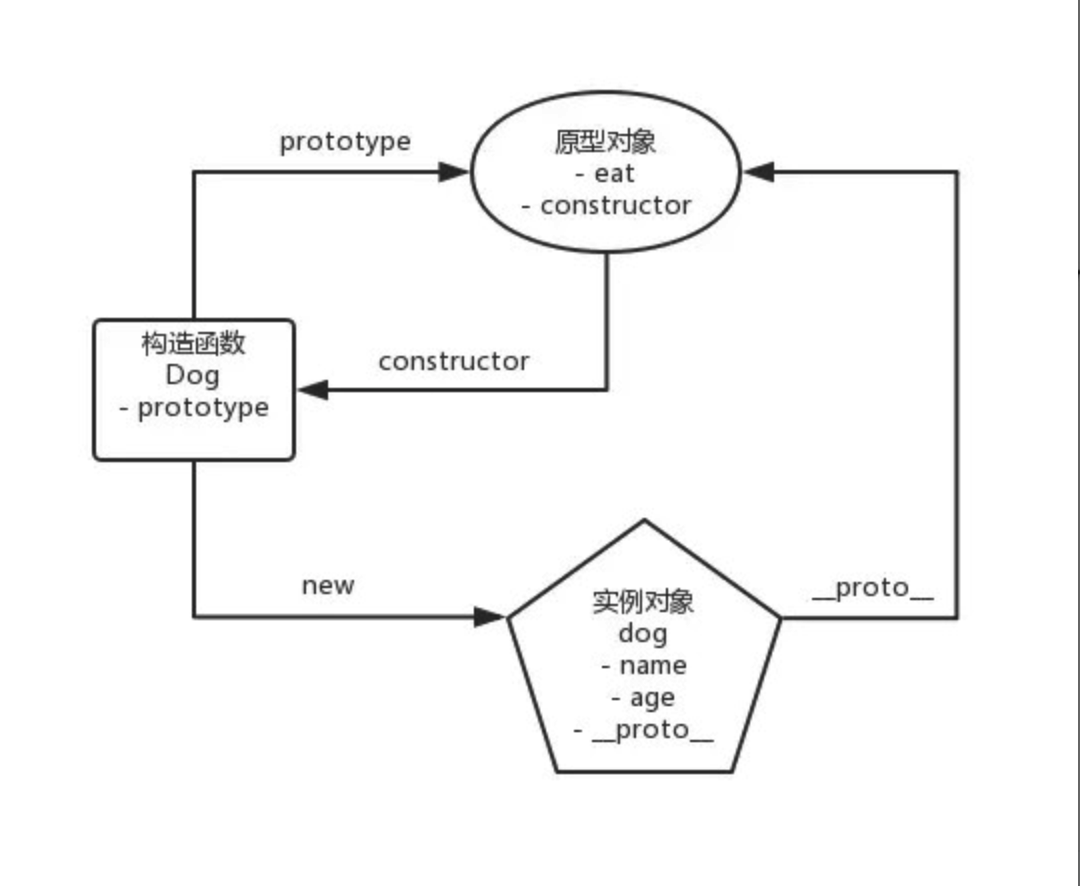 prototype
原型对象
- eat
- constructor
构造函数
Dog
- prototype
constructor
new
实例对象
dog
- name
- age
- __proto__
__proto__